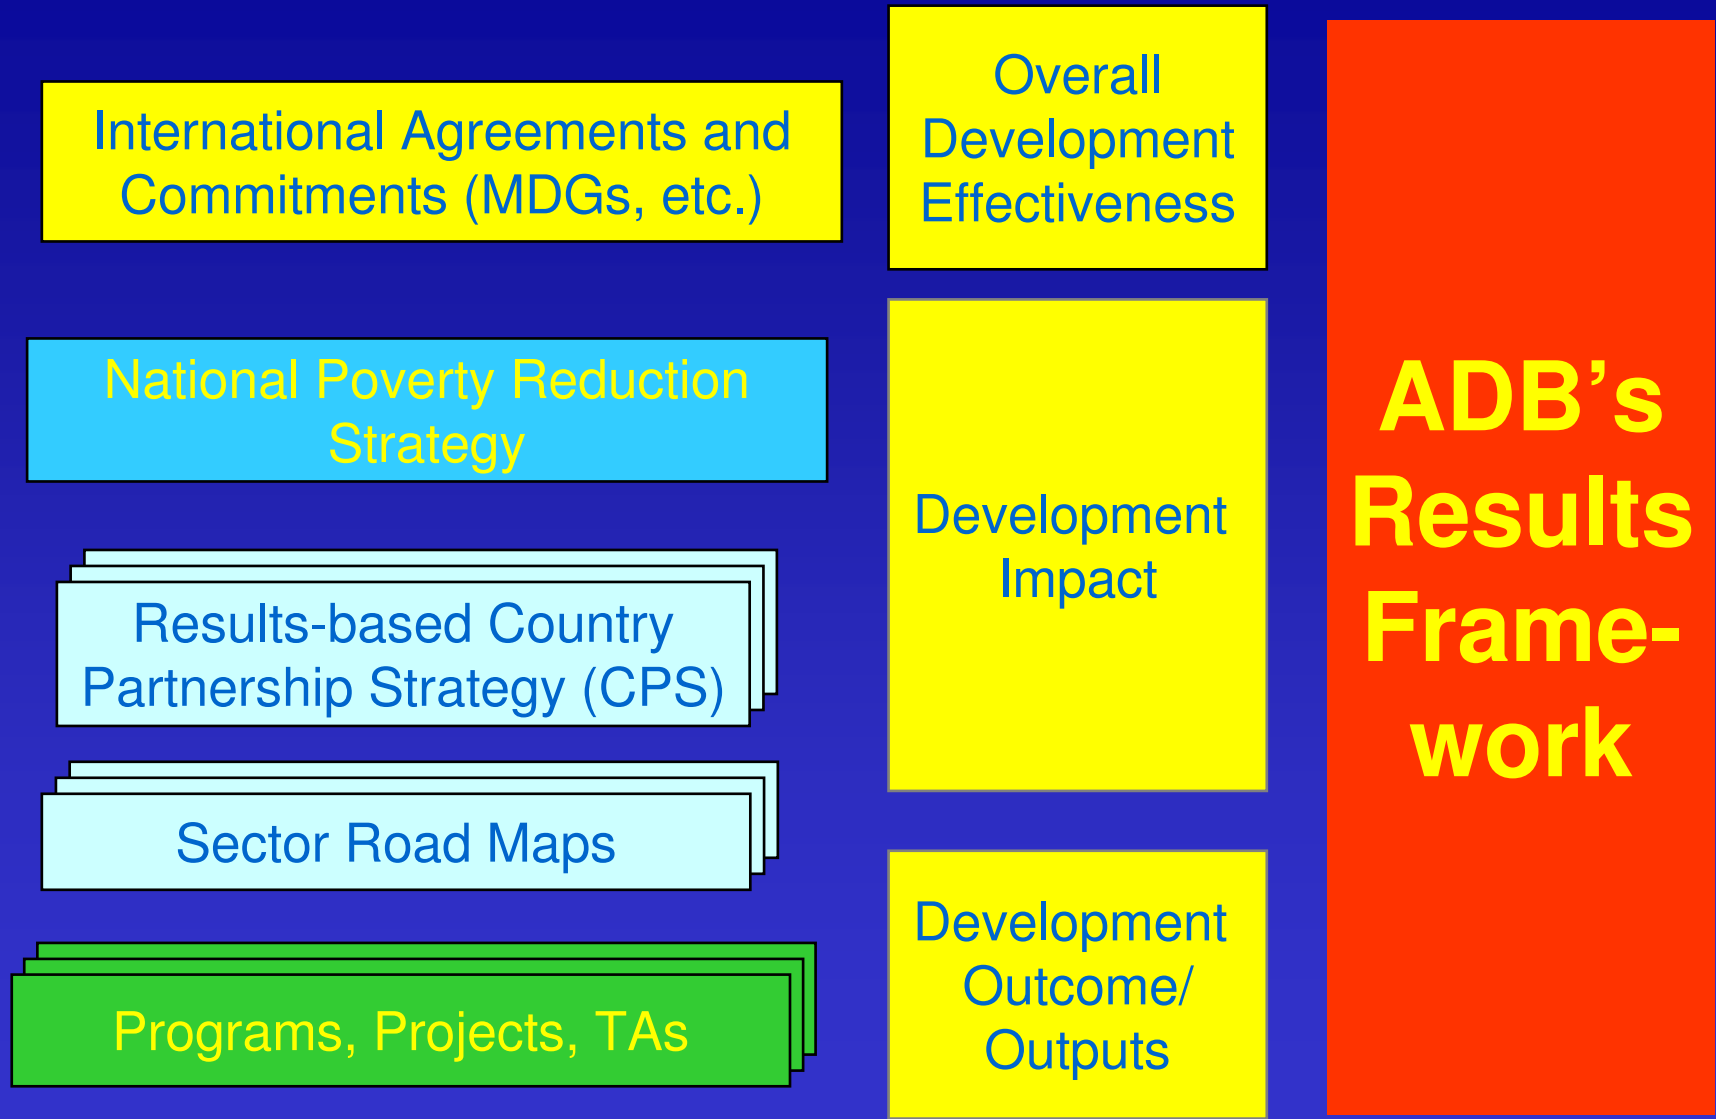 International Agreements and
Commitments (MDGs, etc.)
National Poverty Reduction
Strategy
Results-based Country
Partnership Strategy (CPS)
Sector Road Maps
Programs, Projects, TAs
Overall
Development
Effectiveness
Development
Impact
Development
Outcome/
Outputs
ADB’s
Results
Frame-
work